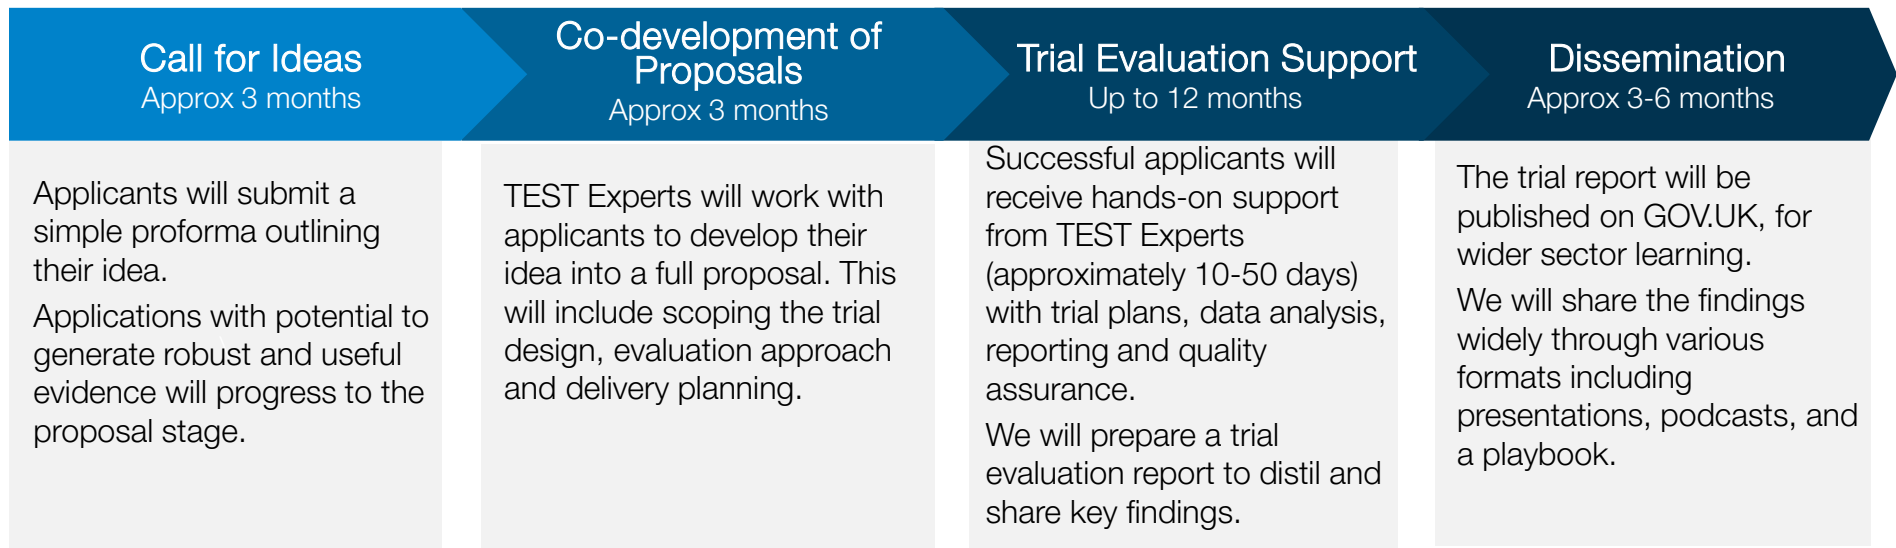 Call for Ideas
Approx 3 months
Applicants will submit a
simple proforma outlining
their idea.
Applications with potential to
generate robust and useful
evidence will progress to the
proposal stage.
Co-development of
Proposals
Approx 3 months
TEST Experts will work with
applicants to develop their
idea into a full proposal. This
will include scoping the trial
design, evaluation approach
and delivery planning.
Trial Evaluation Support
Up to 12 months
Successful applicants will
receive hands-on support
from TEST Experts
(approximately 10-50 days)
with trial plans, data analysis,
reporting and quality
assurance.
We will prepare a trial
evaluation report to distil and
share key findings.
Dissemination
Approx 3-6 months
The trial report will be
published on GOV.UK, for
wider sector learning.
We will share the findings
widely through various
formats including
presentations, podcasts, and
a playbook.